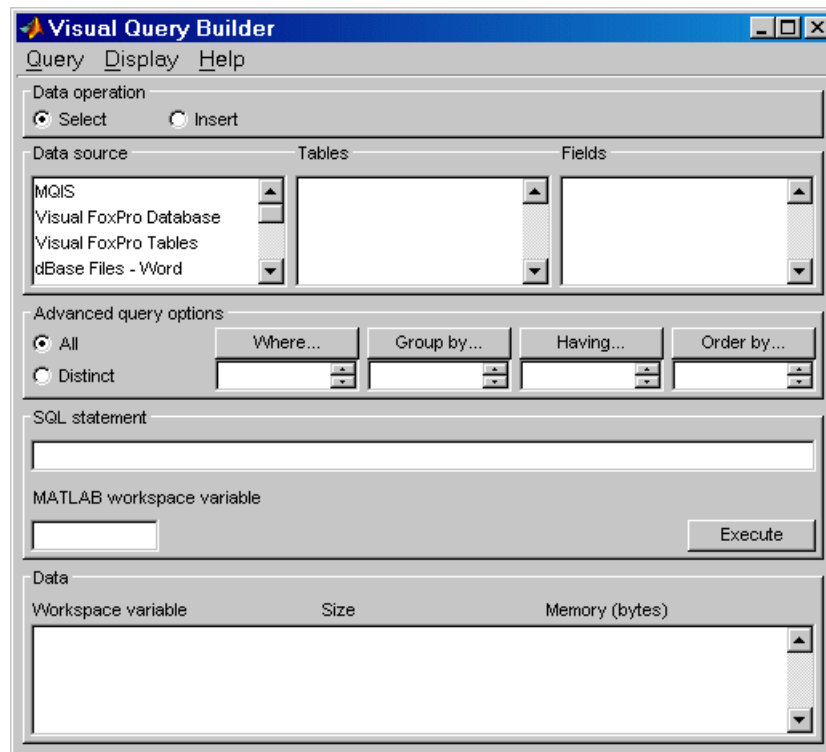 Visual Query Builder
Query Display Help
Data operation
Select Insert
Data source Tables Fields
MQIS
Visual FoxPro Database
Visual FoxPro Tables
dBase Files - Word
Advanced query options
All Where... Group by... Having... Order by...
Distinct
SQL statement
MATLAB workspace variable
Execute
Data
Workspace variable Size Memory (bytes)